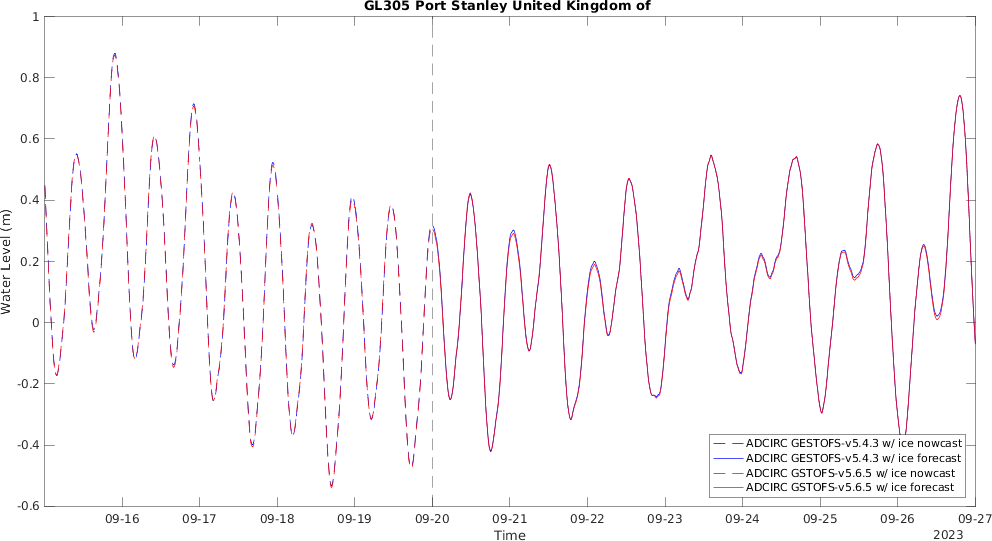 GL305 Port Stanley United Kingdom of
Water Level (m)
1
0.8
0.6
0.4
0.2
0
-0.2
-0.4
-0.6
ADCIRC GESTOFS-v5.4.3 w/ ice nowcast
ADCIRC GESTOFS-v5.4.3 w/ ice forecast
ADCIRC GSTOFS-v5.6.5 w/ ice nowcast
ADCIRC GSTOFS-v5.6.5 w/ ice forecast
09-16 09-17 09-18 09-19 09-20 09-21 09-22 09-23 09-24 09-25 09-26 09-27
Time
2023